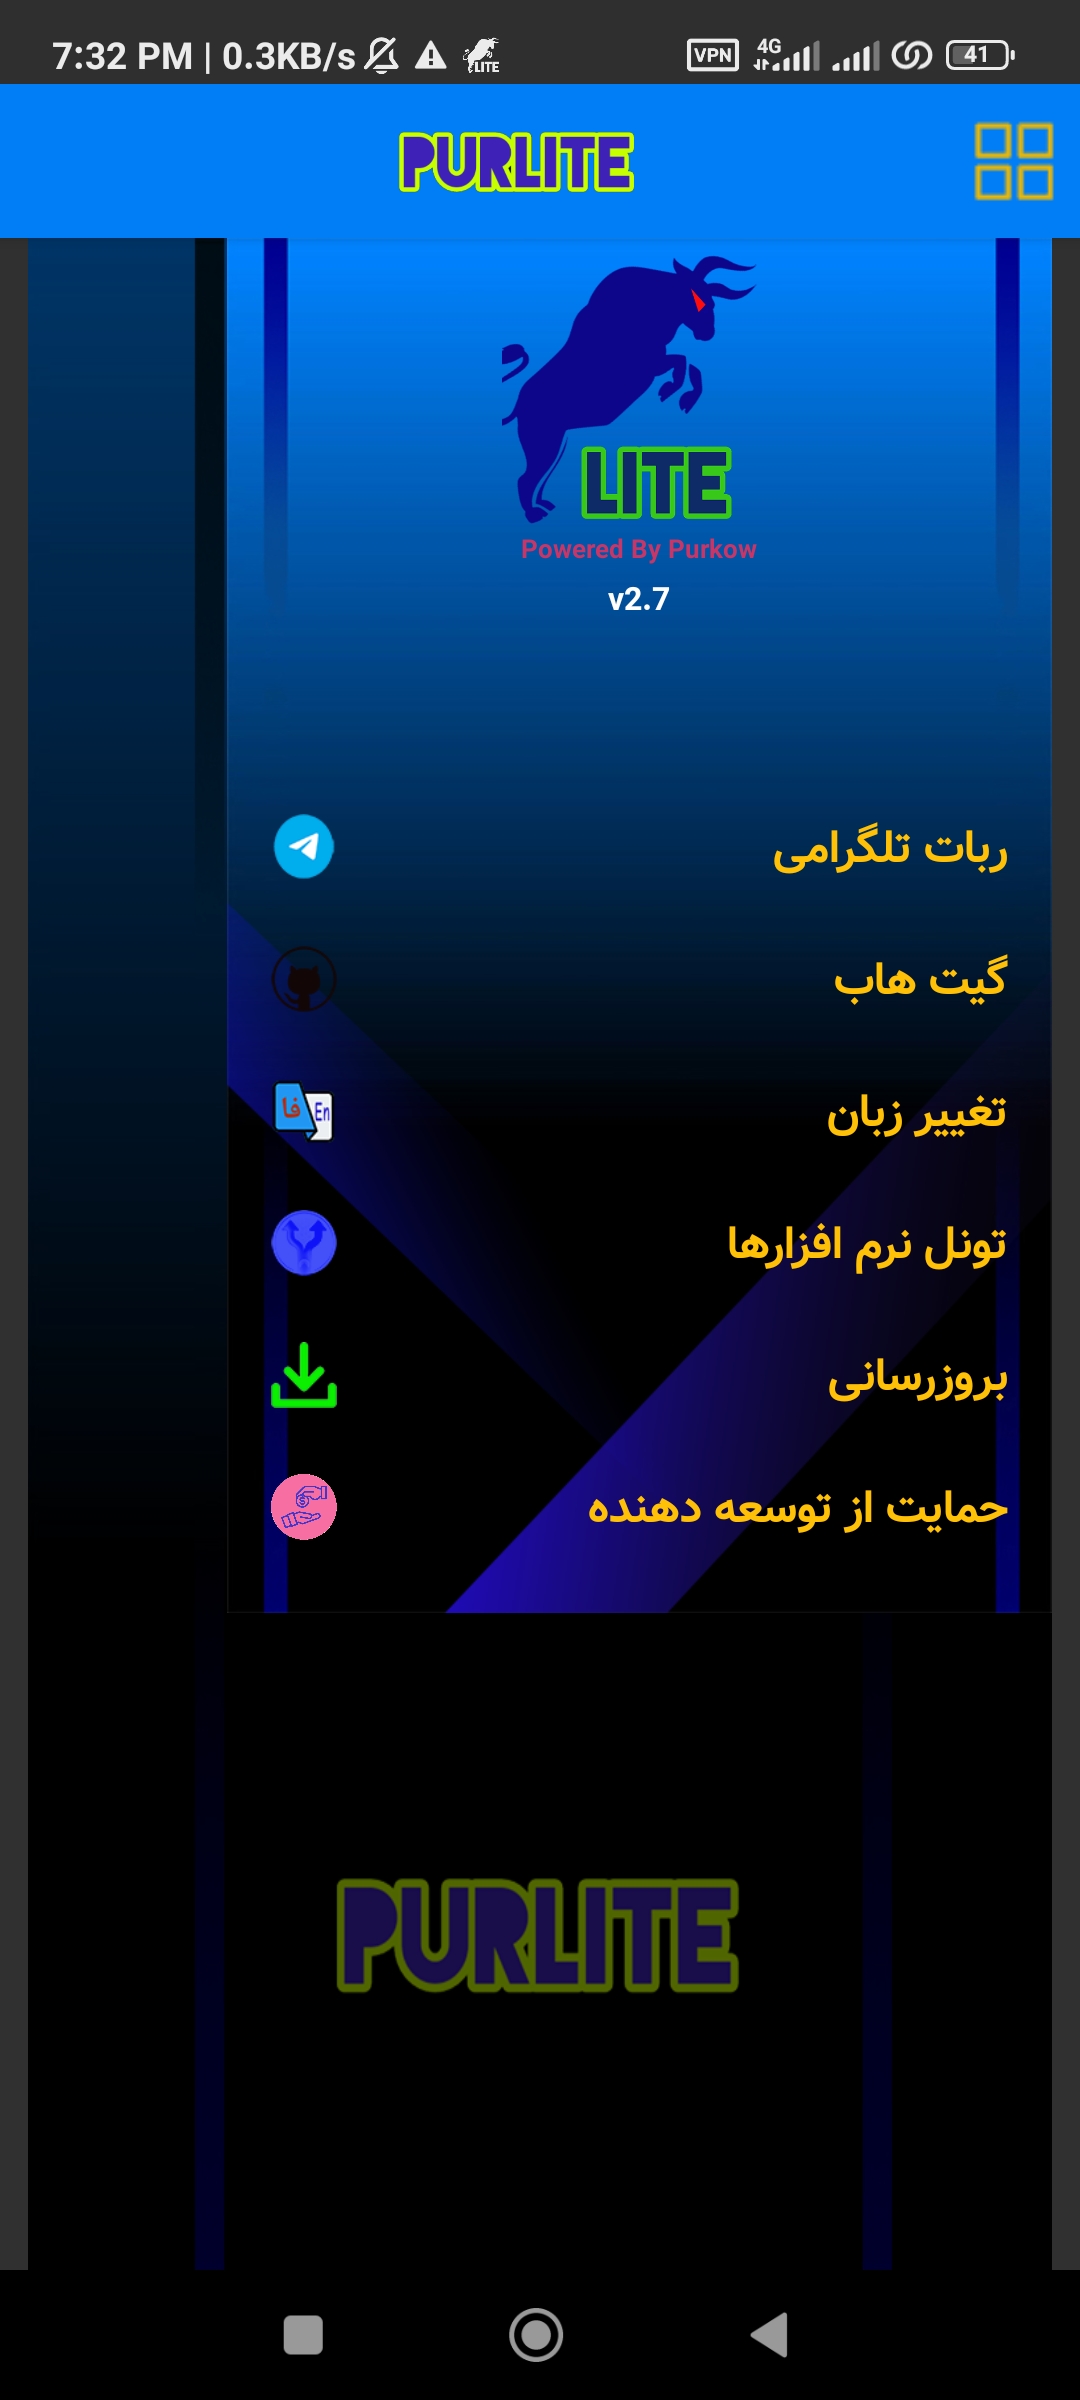 7:32 PM | 0.3KB/s LITE VPN 4G 41
PURLITE
LITE
Powered By Purkow
v2.7
ربات تلگرامی
گیت هاب
تغییر زبان
فا En
تونل نرم افزارها
بروزرسانی
حمایت از توسعه دهنده
PURLITE